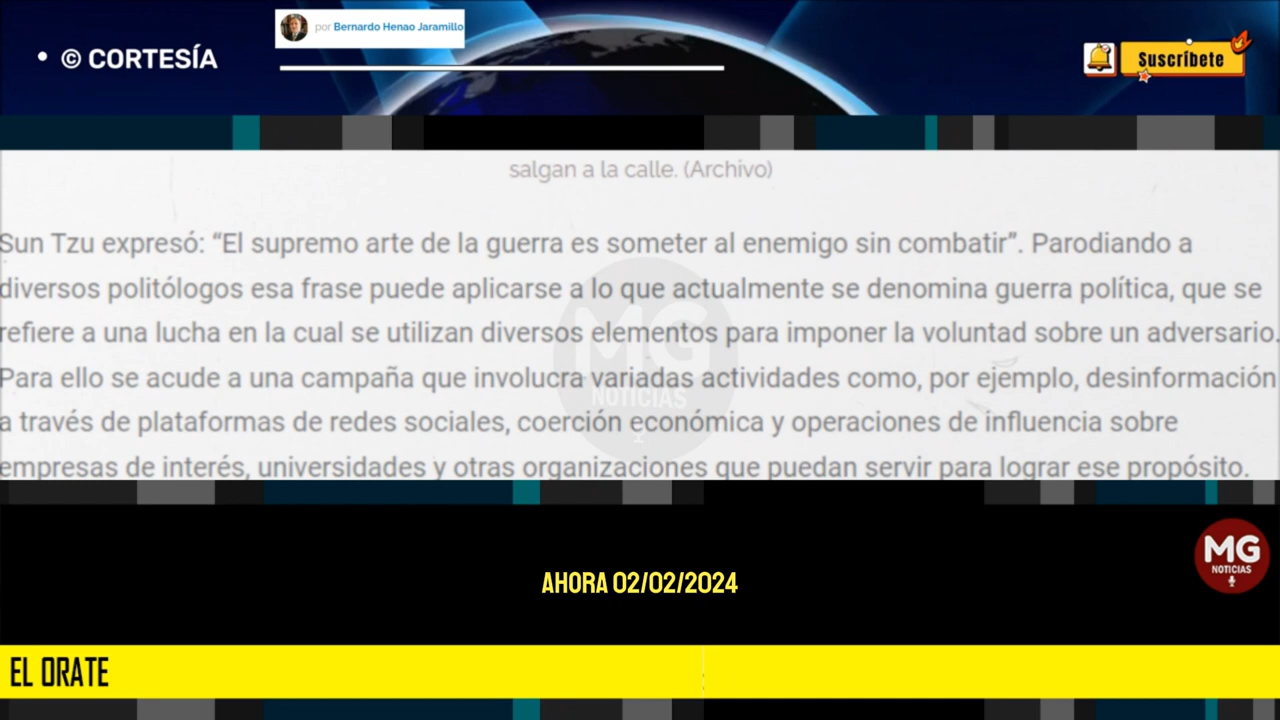 por Bernardo Henao Jaramillo
• © CORTESÍA
Suscríbete
salgan a la calle. (Archivo)
Sun Tzu expresó: “El supremo arte de la guerra es someter al enemigo sin combatir”. Parodiando a
diversos politólogos esa frase puede aplicarse a lo que actualmente se denomina guerra política, que se
refiere a una lucha en la cual se utilizan diversos elementos para imponer la voluntad sobre un adversario.
Para ello se acude a una campaña que involucra variadas actividades como, por ejemplo, desinformación
a través de plataformas de redes sociales, coerción económica y operaciones de influencia sobre
empresas de interés, universidades y otras organizaciones que puedan servir para lograr ese propósito.
MG
NOTICIAS
MG
NOTICIAS
AHORA 02/02/2024
EL ORATE